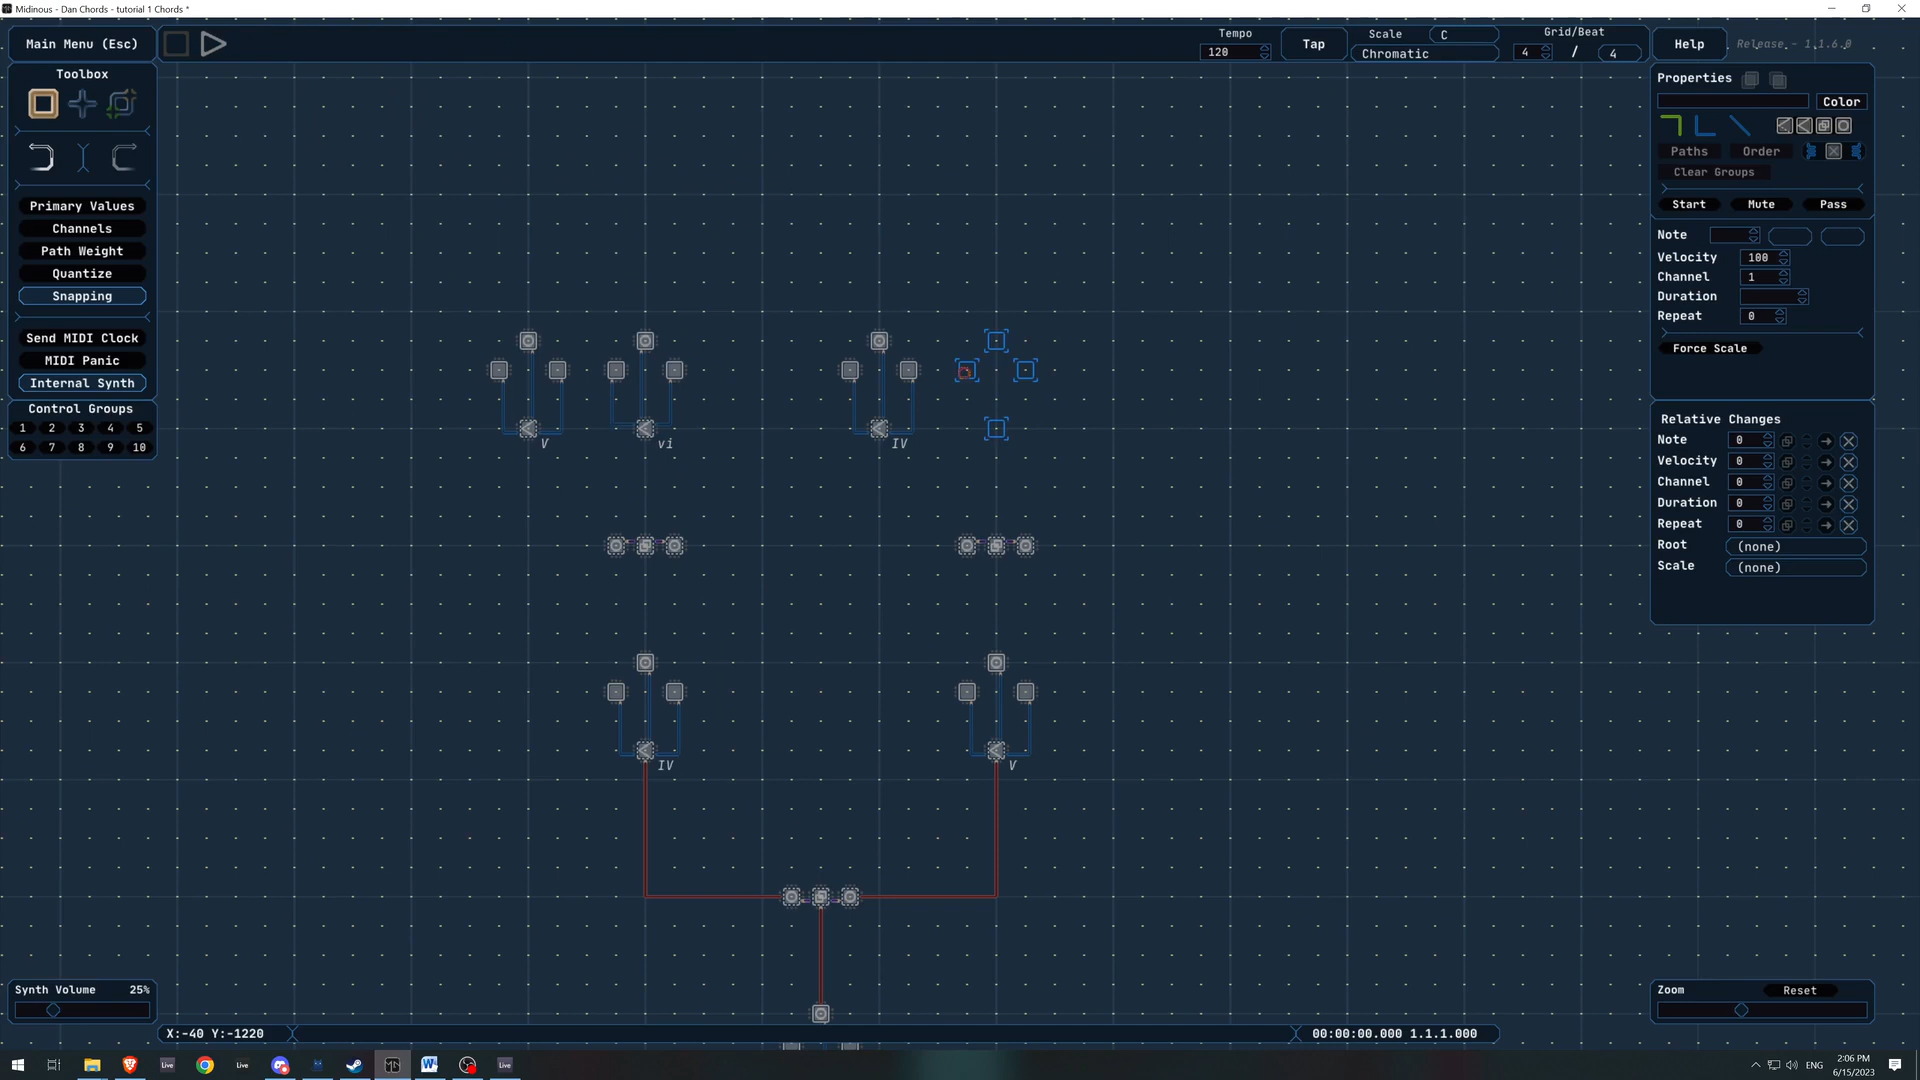 Midinous - Dan Chords - tutorial 1 Chords *
Main Menu (Esc)
Tempo
120
Tap
Scale
C
Chromatic
Grid/Beat
4 / 4
Help
Release - 1.1.6.0
Toolbox
Primary Values
Channels
Path Weight
Quantize
Snapping
Send MIDI Clock
MIDI Panic
Internal Synth
Control Groups
1 2 3 4 5
6 7 8 9 10
Properties
Color
Paths
Order
Clear Groups
Start
Mute
Pass
Note
Velocity 100
Channel 1
Duration
Repeat 0
Force Scale
Relative Changes
Note 0
Velocity 0
Channel 0
Duration 0
Repeat 0
Root (none)
Scale (none)
V
vi
IV
IV
V
Synth Volume 25%
Zoom
Reset
X:-40 Y:-1220
00:00:00.000 1.1.1.000
Live
Live
Live
ENG
2:06 PM
6/15/2023